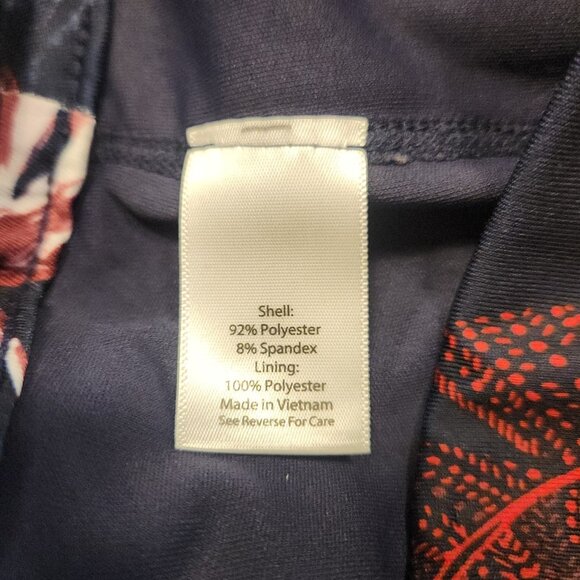 Shell:
92% Polyester
8% Spandex
Lining:
100% Polyester
Made in Vietnam
See Reverse For Care